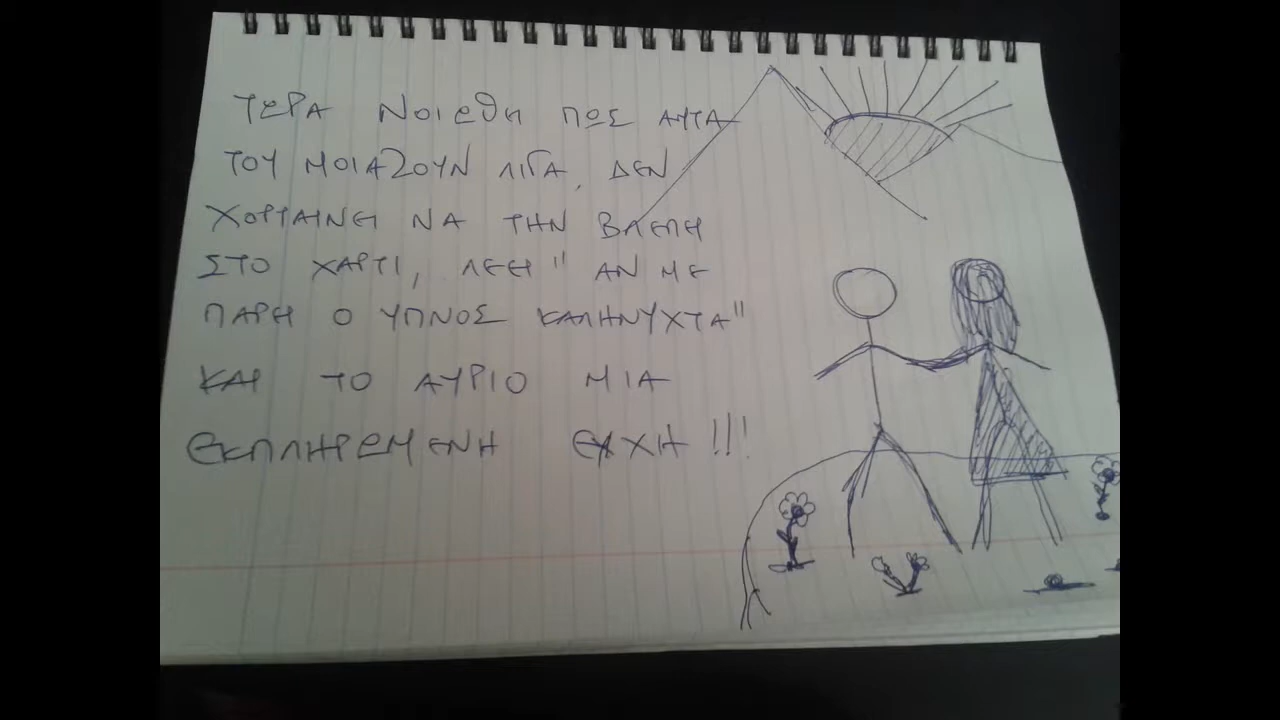 ΤΩΡΑ ΝΟΙΩΘΗ ΠΩΣ ΑΥΤΑ
ΤΟΥ ΜΟΙΑΖΟΥΝ ΛΙΓΑ, ΔΕΝ
ΧΟΡΤΑΙΝΕΙ ΝΑ ΤΗΝ ΒΛΕΠΗ
ΣΤΟ ΧΑΡΤΙ, ΛΕΕΙ " ΑΝ ΜΕ
ΠΑΡΗ Ο ΥΠΝΟΣ ΚΑΛΗΝΥΧΤΑ"
ΚΑΙ ΤΟ ΑΥΡΙΟ ΜΙΑ
ΕΚΠΛΗΡΩΜΕΝΗ ΕΥΧΗ !!!